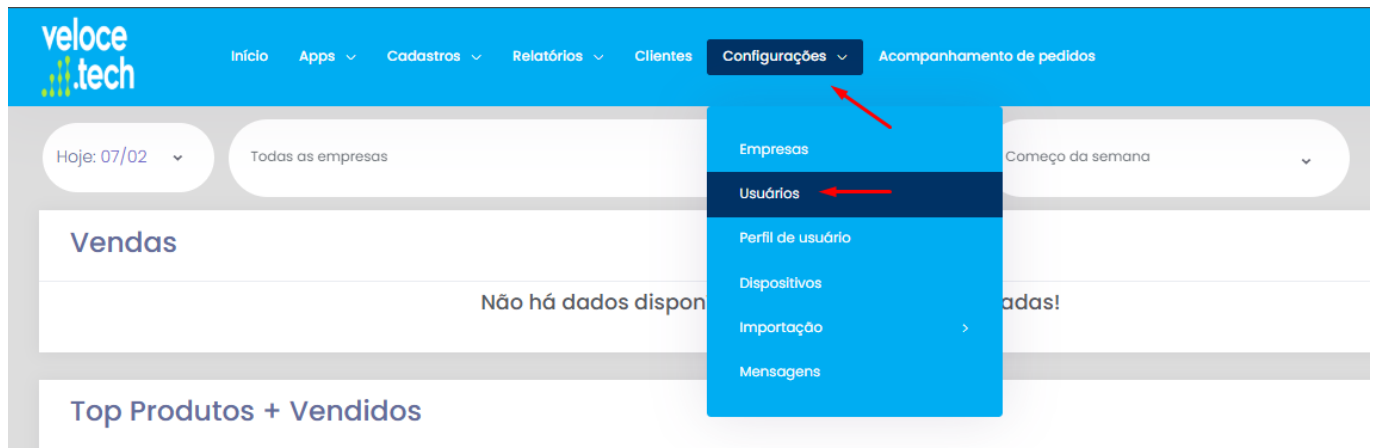 veloce
.tech
Início Apps Cadastros Relatórios Clientes Configurações Acompanhamento de pedidos
Hoje: 07/02 Todas as empresas Começo da semana
Empresas
Usuários
Perfil de usuário
Dispositivos
Importação
Mensagens
Vendas
Não há dados dispon adas!
Top Produtos + Vendidos